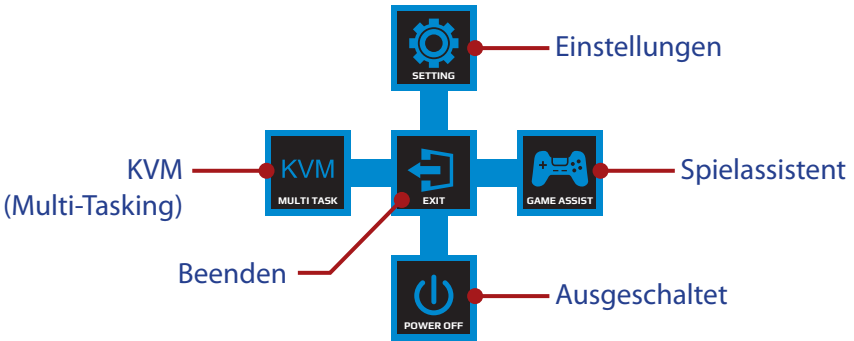 SETTING
Einstellungen
KVM
(Multi-Tasking)
KVM
MULTI TASK
EXIT
GAME ASSIST
Spielassistent
Beenden
POWER OFF
Ausgeschaltet